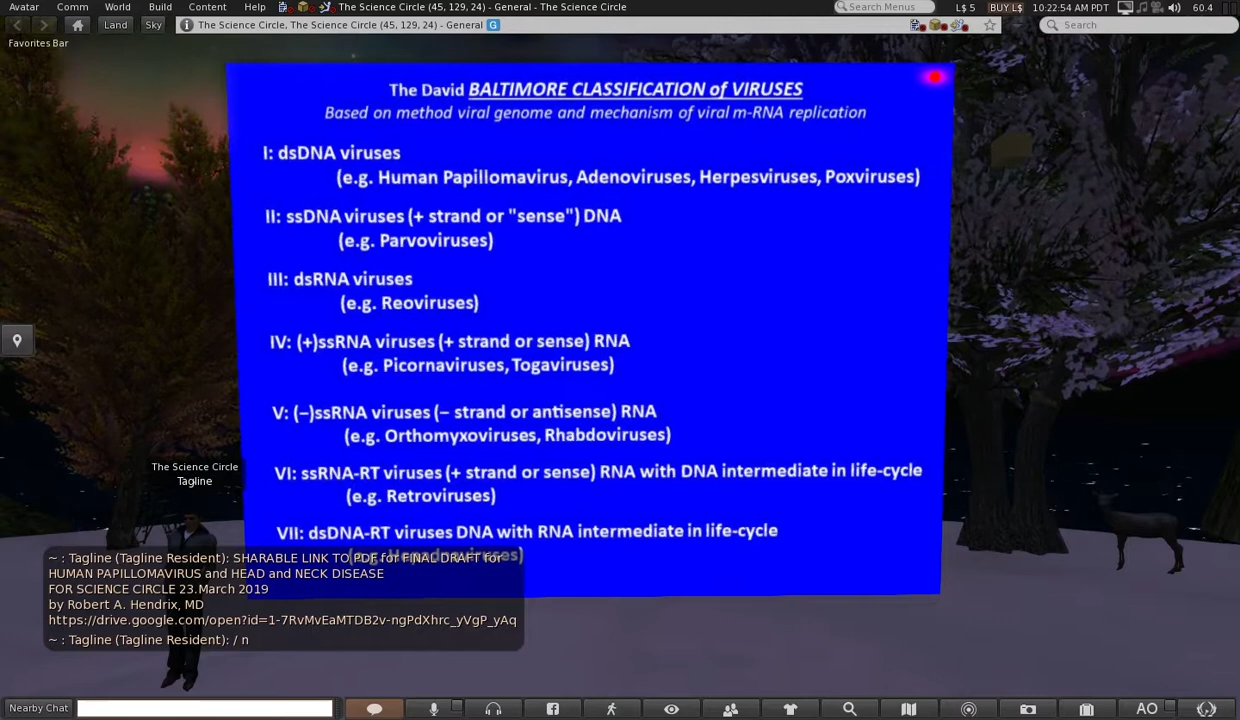 Avatar Comm World Build Content Help The Science Circle, The Science Circle (45, 129, 24) - General - The Science Circle Search Menus L$ 5 BUY L$ 10:22:54 AM PDT 60.4
Land Sky The Science Circle, The Science Circle (45, 129, 24) - General G Search
Favorites Bar
The David BALTIMORE CLASSIFICATION of VIRUSES
Based on method viral genome and mechanism of viral m-RNA replication
I: dsDNA viruses
(e.g. Human Papillomavirus, Adenoviruses, Herpesviruses, Poxviruses)
II: ssDNA viruses (+ strand or "sense") DNA
(e.g. Parvoviruses)
III: dsRNA viruses
(e.g. Reoviruses)
IV: (+)ssRNA viruses (+ strand or sense) RNA
(e.g. Picornaviruses, Togaviruses)
V: (−)ssRNA viruses (− strand or antisense) RNA
(e.g. Orthomyxoviruses, Rhabdoviruses)
VI: ssRNA-RT viruses (+ strand or sense) RNA with DNA intermediate in life-cycle
(e.g. Retroviruses)
VII: dsDNA-RT viruses DNA with RNA intermediate in life-cycle
(e.g. Hepadnaviruses)
The Science Circle
Tagline
~ : Tagline (Tagline Resident): SHARABLE LINK TO PDF for FINAL DRAFT for
HUMAN PAPILLOMAVIRUS and HEAD and NECK DISEASE
FOR SCIENCE CIRCLE 23.March 2019
by Robert A. Hendrix, MD
https://drive.google.com/open?id=1-7RvMvEaMTDB2v-ngPdXhrc_yVgP_yAq
~ : Tagline (Tagline Resident): / n
Nearby Chat AO